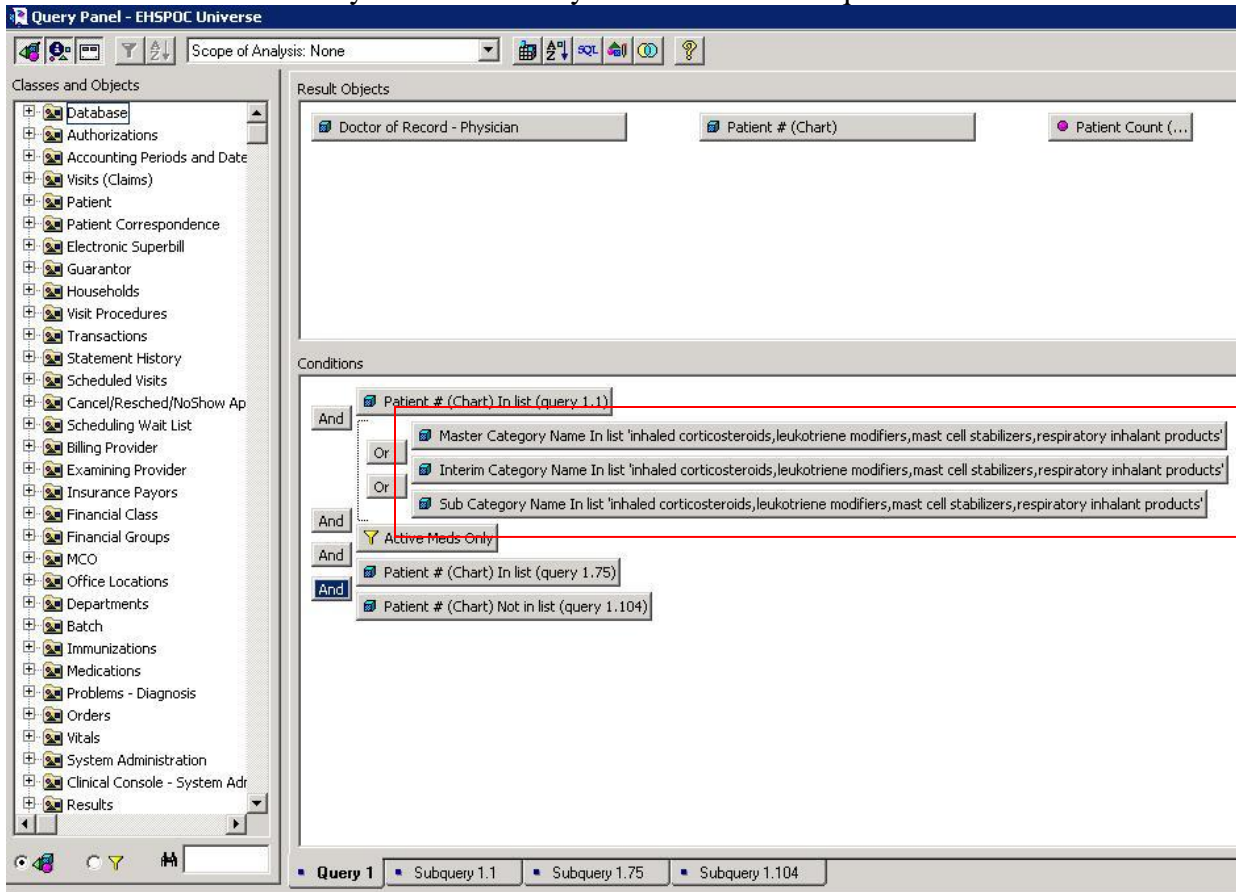 Query Panel - EHSPOC Universe
Scope of Analysis: None
SQL
Classes and Objects
Database
Authorizations
Accounting Periods and Date
Visits (Claims)
Patient
Patient Correspondence
Electronic Superbill
Guarantor
Households
Visit Procedures
Transactions
Statement History
Scheduled Visits
Cancel/Resched/NoShow Ap
Scheduling Wait List
Billing Provider
Examining Provider
Insurance Payors
Financial Class
Financial Groups
MCO
Office Locations
Departments
Batch
Immunizations
Medications
Problems - Diagnosis
Orders
Vitals
System Administration
Clinical Console - System Adr
Results
Result Objects
Doctor of Record - Physician
Patient # (Chart)
Patient Count (...
Conditions
Patient # (Chart) In list (query 1.1)
And
Master Category Name In list 'inhaled corticosteroids,leukotriene modifiers,mast cell stabilizers,respiratory inhalant products'
Or
Interim Category Name In list 'inhaled corticosteroids,leukotriene modifiers,mast cell stabilizers,respiratory inhalant products'
Or
Sub Category Name In list 'inhaled corticosteroids,leukotriene modifiers,mast cell stabilizers,respiratory inhalant products'
And
Active Meds Only
And
Patient # (Chart) In list (query 1.75)
And
Patient # (Chart) Not in list (query 1.104)
Query 1
Subquery 1.1
Subquery 1.75
Subquery 1.104